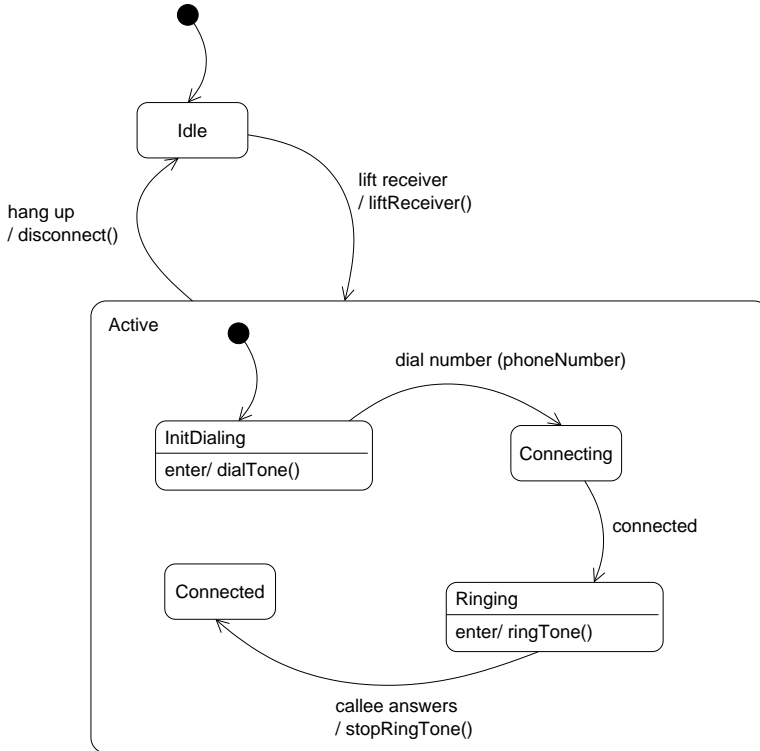 Idle
lift receiver
/ liftReceiver()
hang up
/ disconnect()
Active
dial number (phoneNumber)
InitDialing
enter/ dialTone()
Connecting
connected
Connected
Ringing
enter/ ringTone()
callee answers
/ stopRingTone()